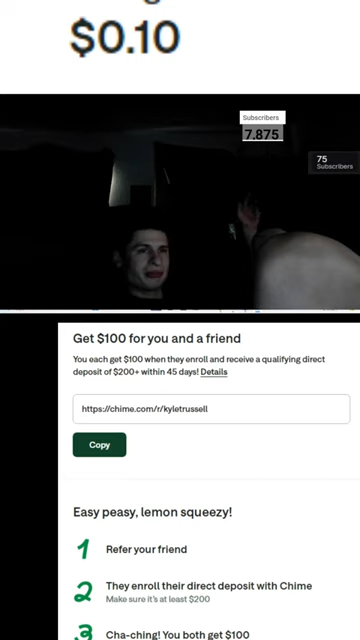 $0.10
Subscribers
7.875
75
Subscribers
Get $100 for you and a friend
You each get $100 when they enroll and receive a qualifying direct
deposit of $200+ within 45 days! Details
https://chime.com/r/kyletrussell
Copy
Easy peasy, lemon squeezy!
1 Refer your friend
2 They enroll their direct deposit with Chime
Make sure it's at least $200
3 Cha-ching! You both get $100